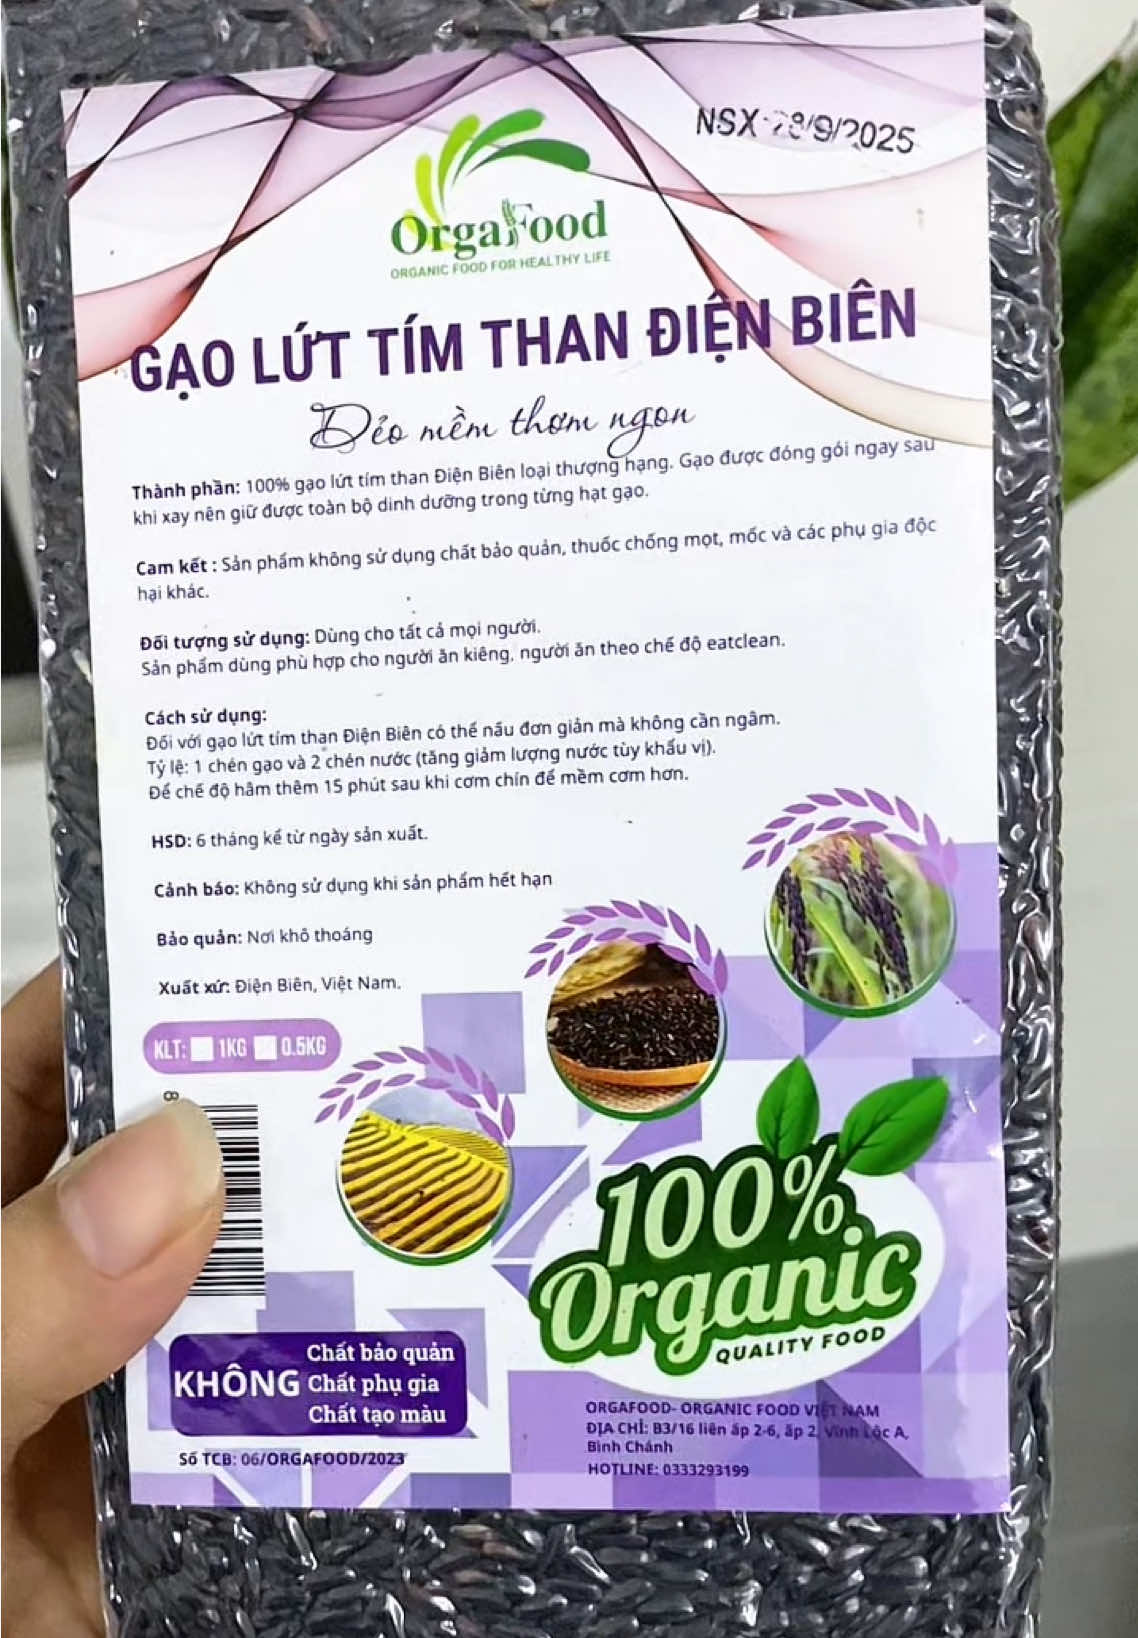 NSX 28/9/2025
OrgaFood
ORGANIC FOOD FOR HEALTHY LIFE
GẠO LỨT TÍM THAN ĐIỆN BIÊN
Dẻo mềm thơm ngon
Thành phần: 100% gạo lứt tím than Điện Biên loại thượng hạng. Gạo được đóng gói ngay sau
khi xay nên giữ được toàn bộ dinh dưỡng trong từng hạt gạo.
Cam kết : Sản phẩm không sử dụng chất bảo quản, thuốc chống mọt, mốc và các phụ gia độc
hại khác.
Đối tượng sử dụng: Dùng cho tất cả mọi người.
Sản phẩm dùng phù hợp cho người ăn kiêng, người ăn theo chế độ eatclean.
Cách sử dụng:
Đối với gạo lứt tím than Điện Biên có thể nấu đơn giản mà không cần ngâm.
Tỷ lệ: 1 chén gạo và 2 chén nước (tăng giảm lượng nước tùy khẩu vị).
Để chế độ hâm thêm 15 phút sau khi cơm chín để mềm cơm hơn.
HSD: 6 tháng kể từ ngày sản xuất.
Cảnh báo: Không sử dụng khi sản phẩm hết hạn
Bảo quản: Nơi khô thoáng
Xuất xứ: Điện Biên, Việt Nam.
KLT: 1KG 0.5KG
8
100%
Organic
QUALITY FOOD
KHÔNG
Chất bảo quản
Chất phụ gia
Chất tạo màu
Số TCB: 06/ORGAFOOD/2023
ORGAFOOD- ORGANIC FOOD VIỆT NAM
ĐỊA CHỈ: B3/16 liên ấp 2-6, ấp 2, Vĩnh Lộc A,
Bình Chánh
HOTLINE: 0333293199